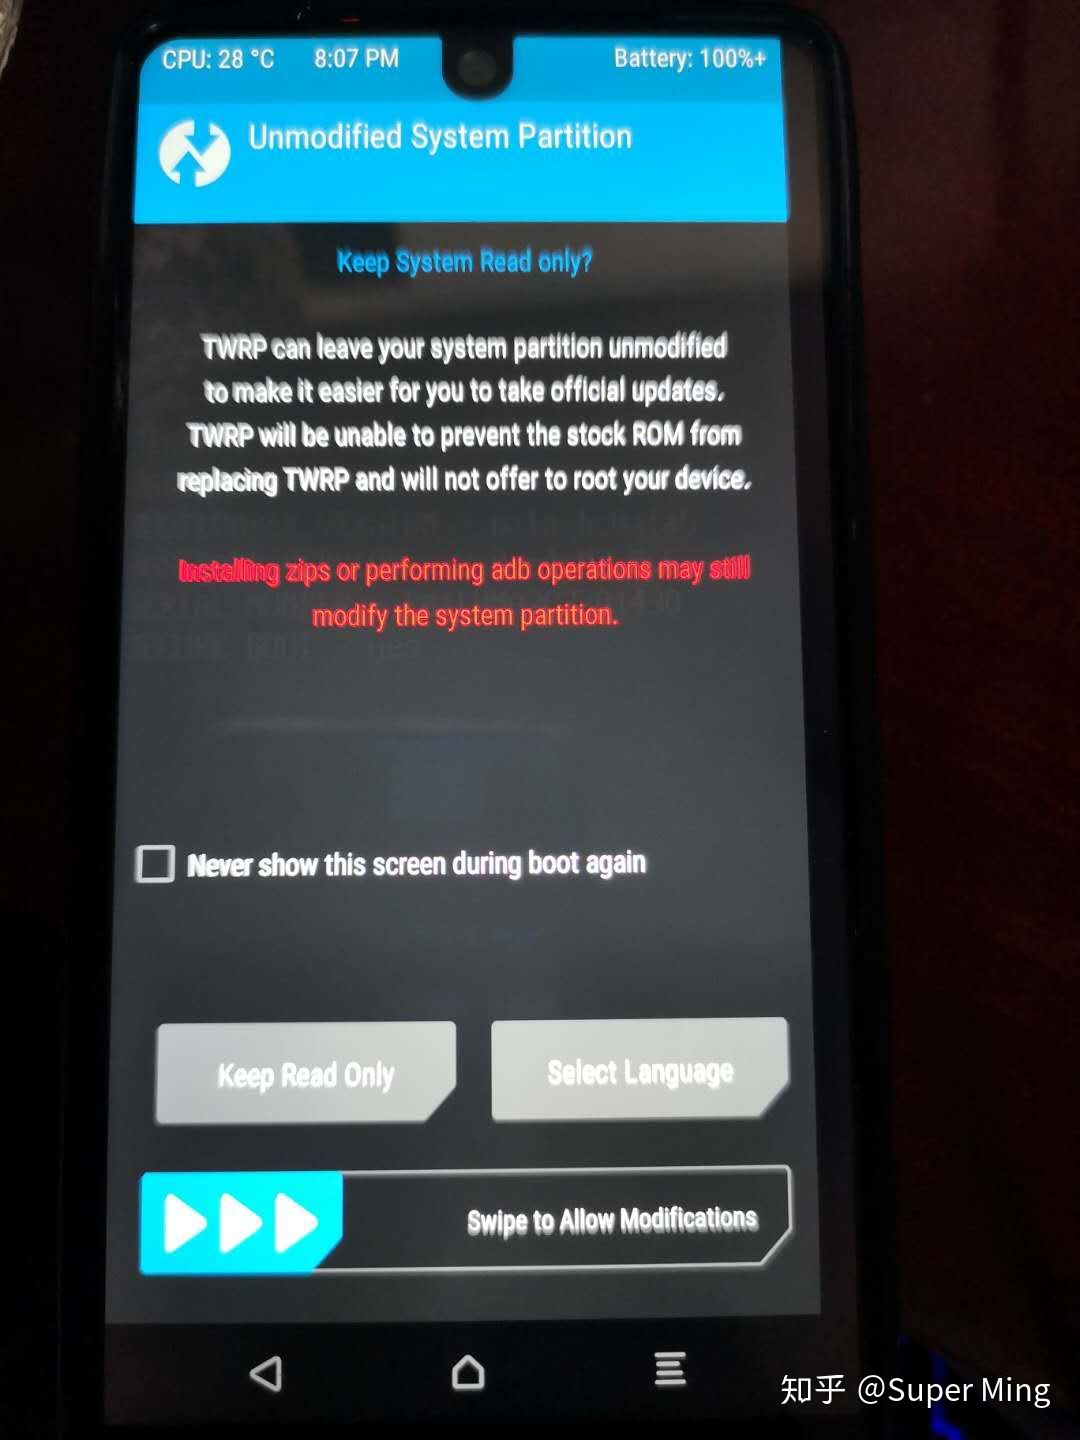 CPU: 28 °C 8:07 PM Battery: 100%+
Unmodified System Partition
Keep System Read only?
TWRP can leave your system partition unmodified
to make it easier for you to take official updates.
TWRP will be unable to prevent the stock ROM from
replacing TWRP and will not offer to root your device.
Installing zips or performing adb operations may still
modify the system partition.
Never show this screen during boot again
Keep Read Only Select Language
Swipe to Allow Modifications
知乎 @Super Ming